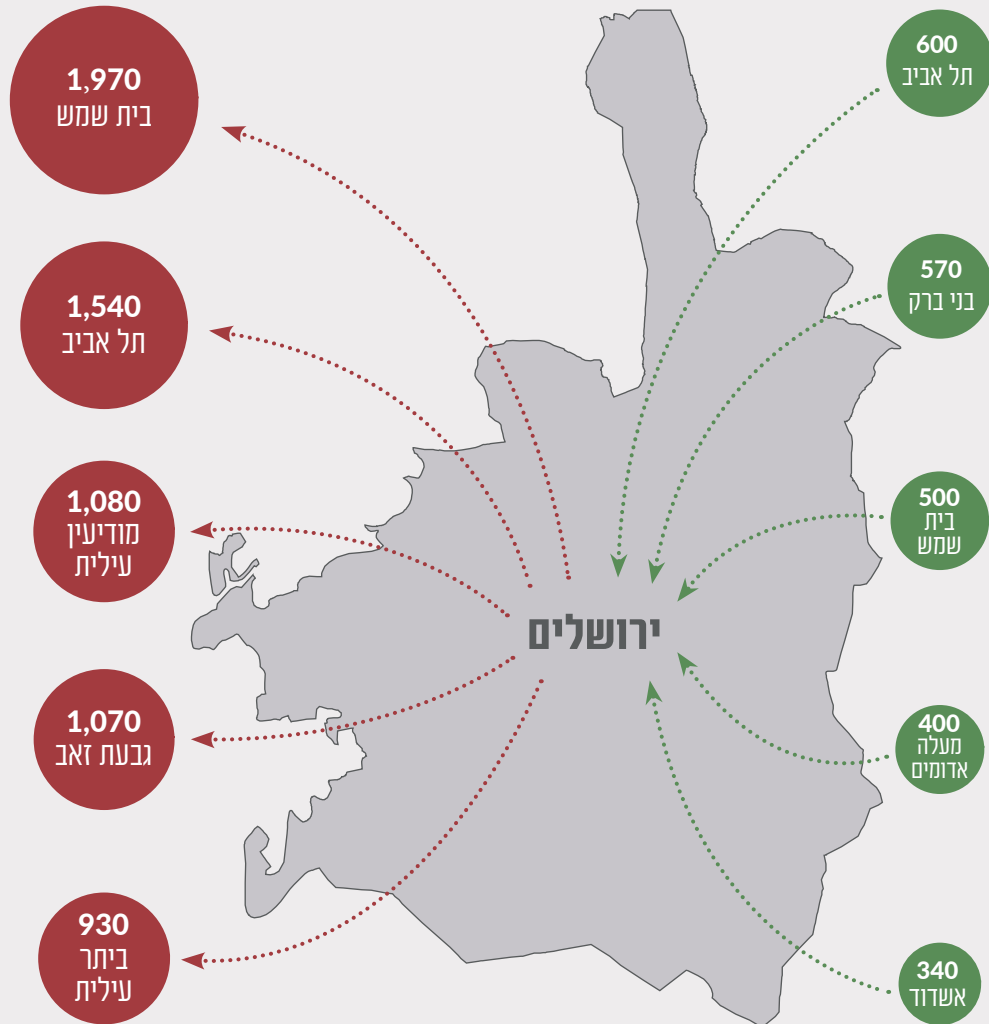 600
תל אביב
570
בני ברק
500
בית
שמש
400
מעלה
אדומים
340
אשדוד
ירושלים
1,970
בית שמש
1,540
תל אביב
1,080
מודיעין
עילית
1,070
גבעת זאב
930
ביתר
עילית